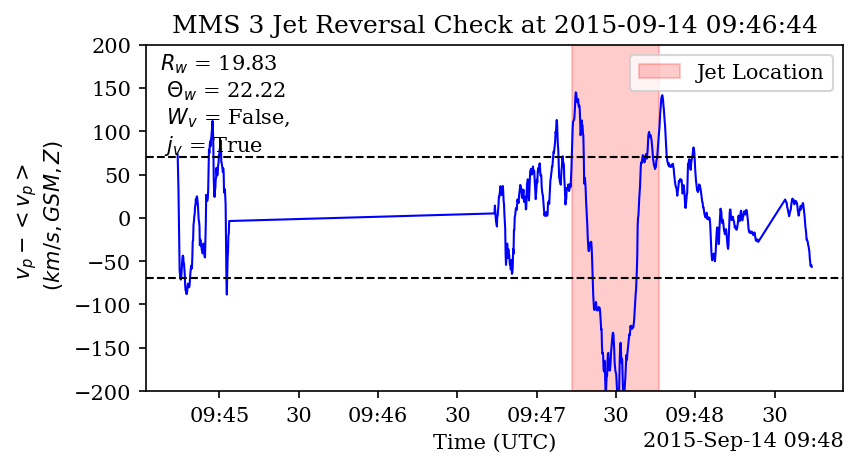 MMS 3 Jet Reversal Check at 2015-09-14 09:46:44
R_w = 19.83
Θ_w = 22.22
W_v = False,
j_v = True
Jet Location
200
150
100
50
0
−50
−100
−150
−200
v_p − < v_p >
(km/s, GSM, Z)
09:45 30 09:46 30 09:47 30 09:48 30
Time (UTC)
2015-Sep-14 09:48